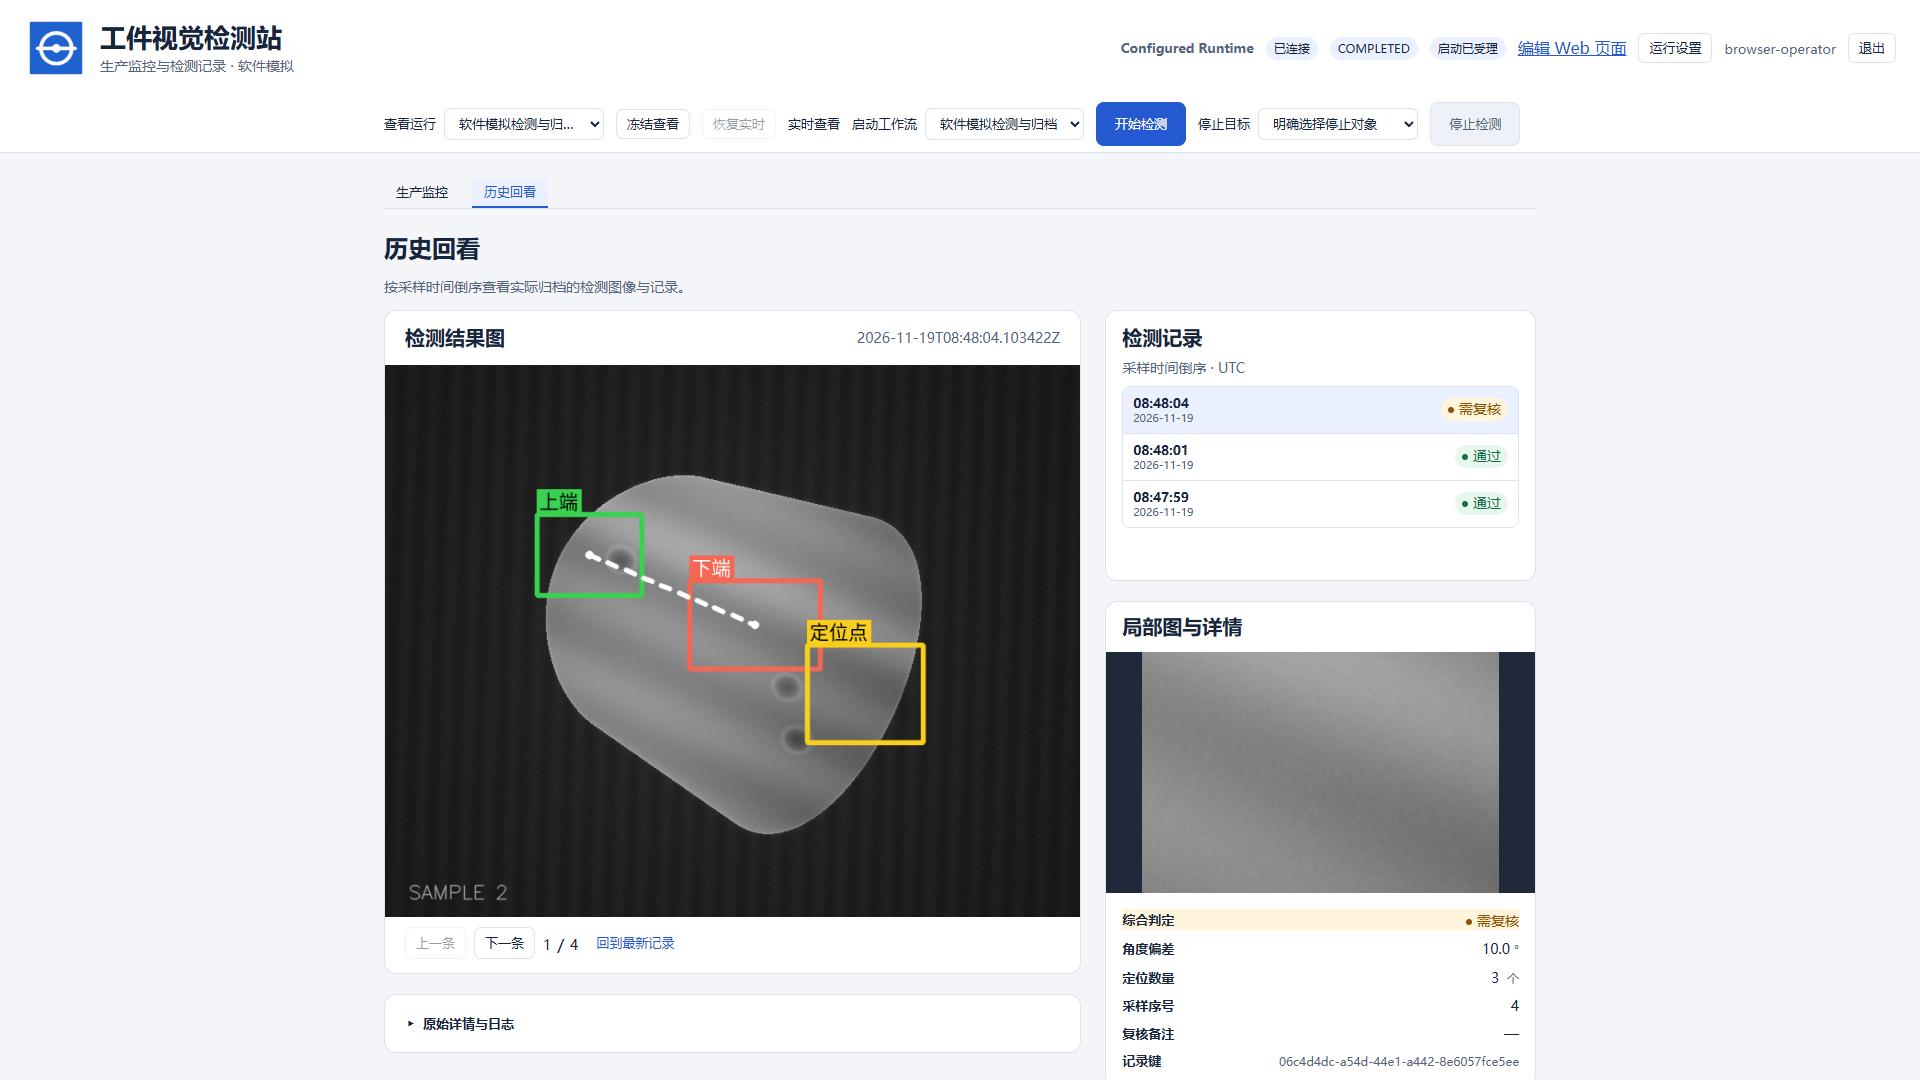 工件视觉检测站
生产监控与检测记录 · 软件模拟
Configured Runtime 已连接 COMPLETED 启动已受理 编辑 Web 页面 运行设置 browser-operator 退出
查看运行 软件模拟检测与归... 冻结查看 恢复实时 实时查看 启动工作流 软件模拟检测与归档 开始检测 停止目标 明确选择停止对象 停止检测
生产监控 历史回看
历史回看
按采样时间倒序查看实际归档的检测图像与记录。
检测结果图 2026-11-19T08:48:04.103422Z
上端
下端
定位点
SAMPLE 2
上一条 下一条 1 / 4 回到最新记录
原始详情与日志
检测记录
采样时间倒序 · UTC
08:48:04 需复核
2026-11-19
08:48:01 通过
2026-11-19
08:47:59 通过
2026-11-19
局部图与详情
综合判定 需复核
角度偏差 10.0 °
定位数量 3 个
采样序号 4
复核备注 —
记录键 06c4d4dc-a54d-44e1-a442-8e6057fce5ee